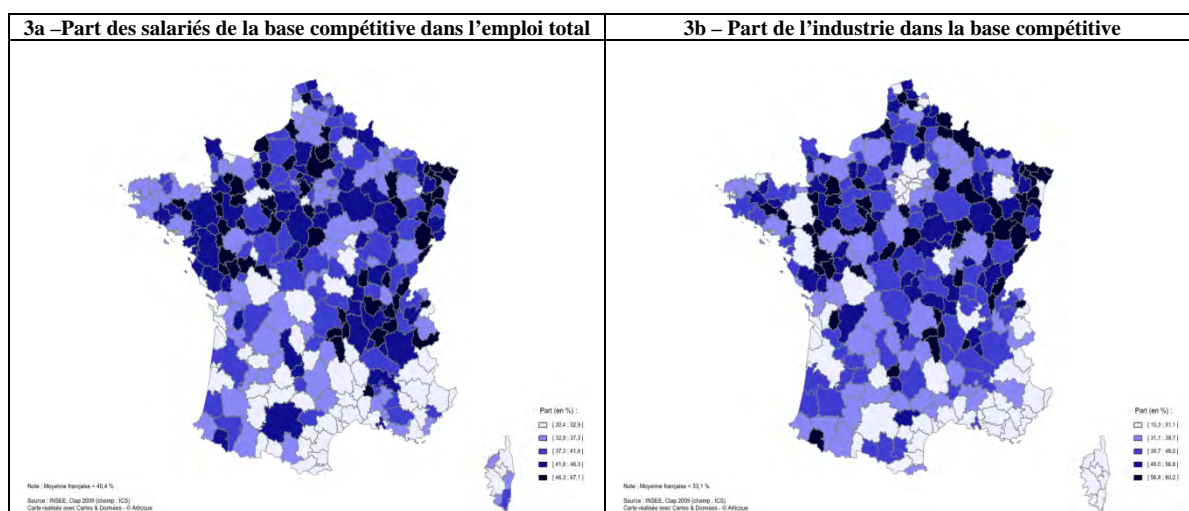 3a –Part des salariés de la base compétitive dans l'emploi total
3b – Part de l'industrie dans la base compétitive
Part (en %) :
[ 20,4 ; 32,9 [
[ 32,9 ; 37,3 [
[ 37,3 ; 41,8 [
[ 41,8 ; 46,3 [
[ 46,3 ; 67,1 ]
Note : Moyenne française = 40,4 %
Source : INSEE, Clap 2009 (champ : ICS)
Carte réalisée avec Cartes & Données - © Articque
Part (en %) :
[ 10,3 ; 31,1 [
[ 31,1 ; 39,7 [
[ 39,7 ; 48,0 [
[ 48,0 ; 56,8 [
[ 56,8 ; 80,2 ]
Note : Moyenne française = 33,1 %
Source : INSEE, Clap 2009 (champ : ICS)
Carte réalisée avec Cartes & Données - © Articque